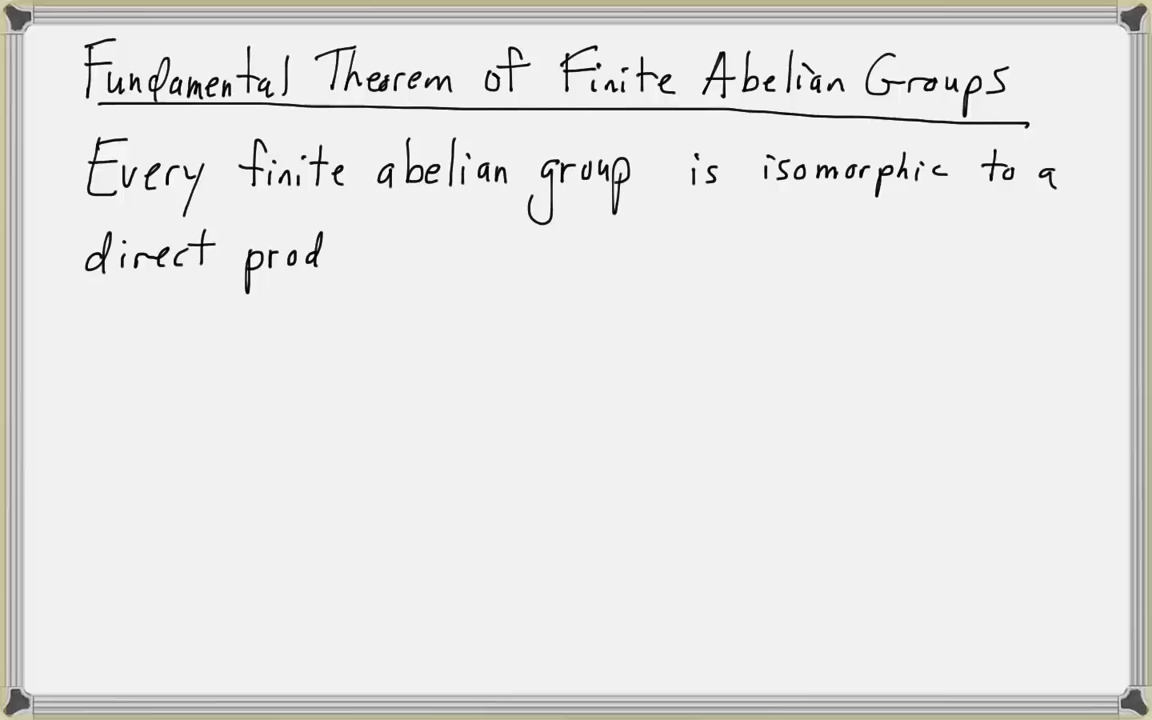 Fundamental Theorem of Finite Abelian Groups
Every finite abelian group is isomorphic to a
direct prod